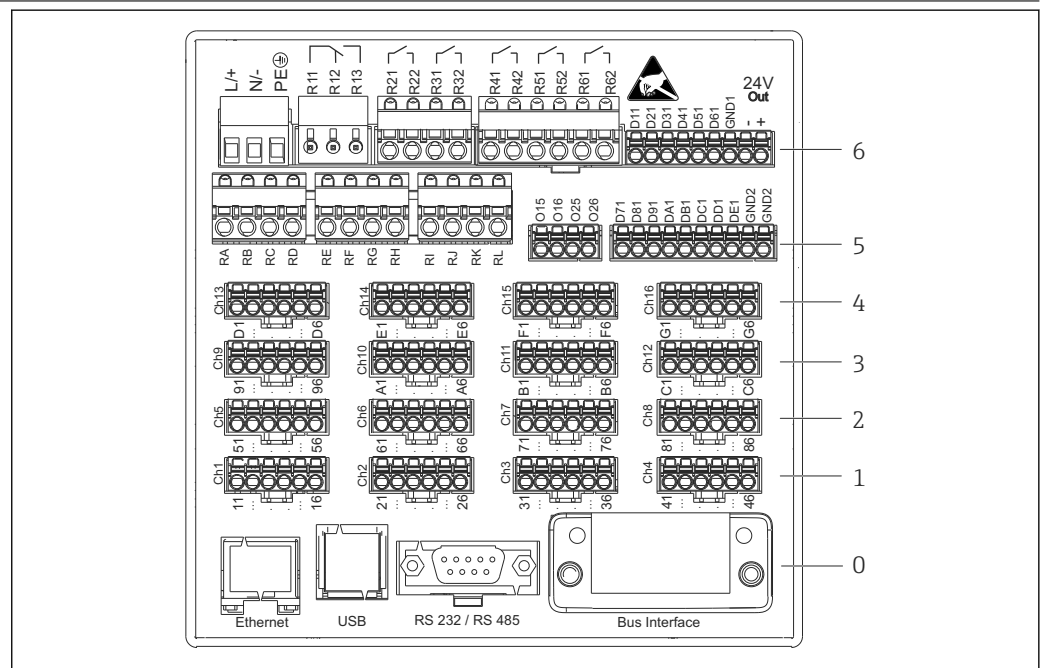 L/+ N/- PE R11 R12 R13 R21 R22 R31 R32 R41 R42 R51 R52 R61 R62 24V
Out
D11 D21 D31 D41 D51 D61 GND1 - +
6
O15 O16 O25 O26 D71 D81 D91 DA1 DB1 DC1 DD1 DE1 GND2 GND2
5
RA RB RC RD RE RF RG RH RI RJ RK RL
Ch13 Ch14 Ch15 Ch16 4
D1 . . . . D6 E1 . . . . E6 F1 . . . . F6 G1 . . . . G6
Ch9 Ch10 Ch11 Ch12 3
91 . . . . 96 A1 . . . . A6 B1 . . . . B6 C1 . . . . C6
Ch5 Ch6 Ch7 Ch8 2
51 . . . . 56 61 . . . . 66 71 . . . . 76 81 . . . . 86
Ch1 Ch2 Ch3 Ch4 1
11 . . . . 16 21 . . . . 26 31 . . . . 36 41 . . . . 46
0
Ethernet USB RS 232 / RS 485 Bus Interface